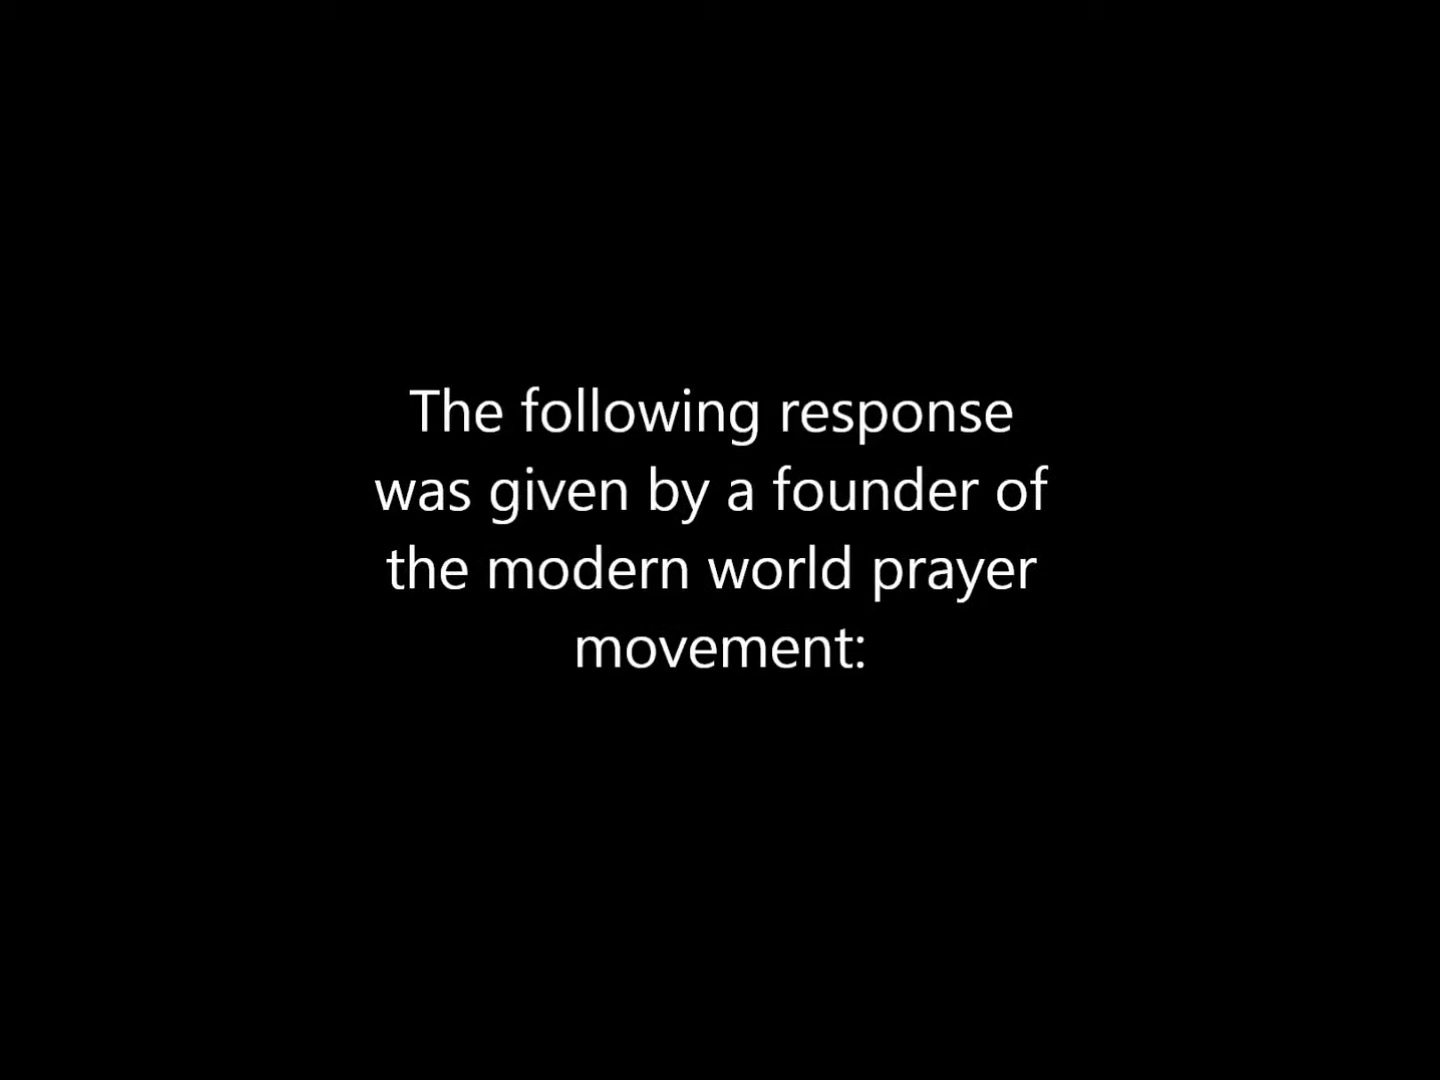 The following response
was given by a founder of
the modern world prayer
movement: